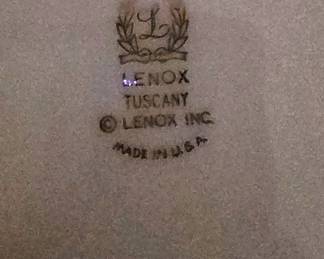 L
LENOX
TUSCANY
© LENOX INC.
MADE IN U.S.A.